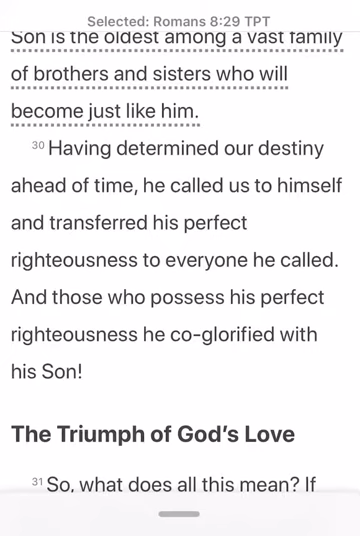 Selected: Romans 8:29 TPT
Son is the oldest among a vast family
of brothers and sisters who will
become just like him.
30 Having determined our destiny
ahead of time, he called us to himself
and transferred his perfect
righteousness to everyone he called.
And those who possess his perfect
righteousness he co-glorified with
his Son!
The Triumph of God’s Love
31 So, what does all this mean? If